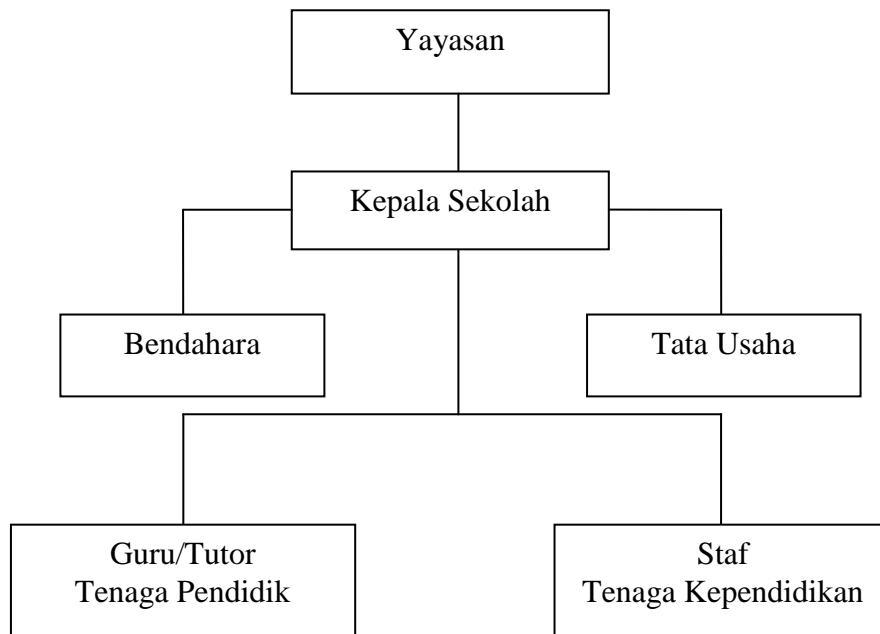 Yayasan
Kepala Sekolah
Bendahara
Tata Usaha
Guru/Tutor
Tenaga Pendidik
Staf
Tenaga Kependidikan